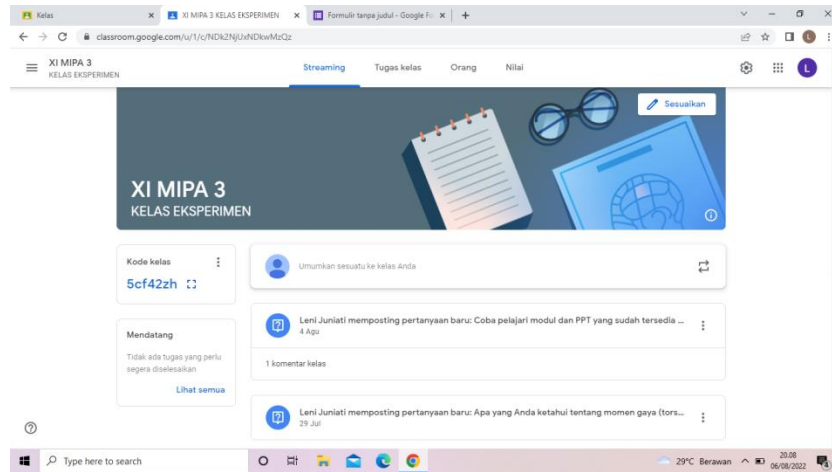 Kelas
XI MIPA 3 KELAS EKSPERIMEN
Formulir tanpa judul - Google Fo
classroom.google.com/u/1/c/NDk2NjUxNDkwMzQz
XI MIPA 3
KELAS EKSPERIMEN
Streaming Tugas kelas Orang Nilai
L
Sesuaikan
XI MIPA 3
KELAS EKSPERIMEN
Kode kelas
5cf42zh
Umumkan sesuatu ke kelas Anda
Leni Juniati memposting pertanyaan baru: Coba pelajari modul dan PPT yang sudah tersedia ...
4 Agu
1 komentar kelas
Mendatang
Tidak ada tugas yang perlu
segera diselesaikan
Lihat semua
Leni Juniati memposting pertanyaan baru: Apa yang Anda ketahui tentang momen gaya (tors...
29 Jul
Type here to search
29°C Berawan
20.08
06/08/2022